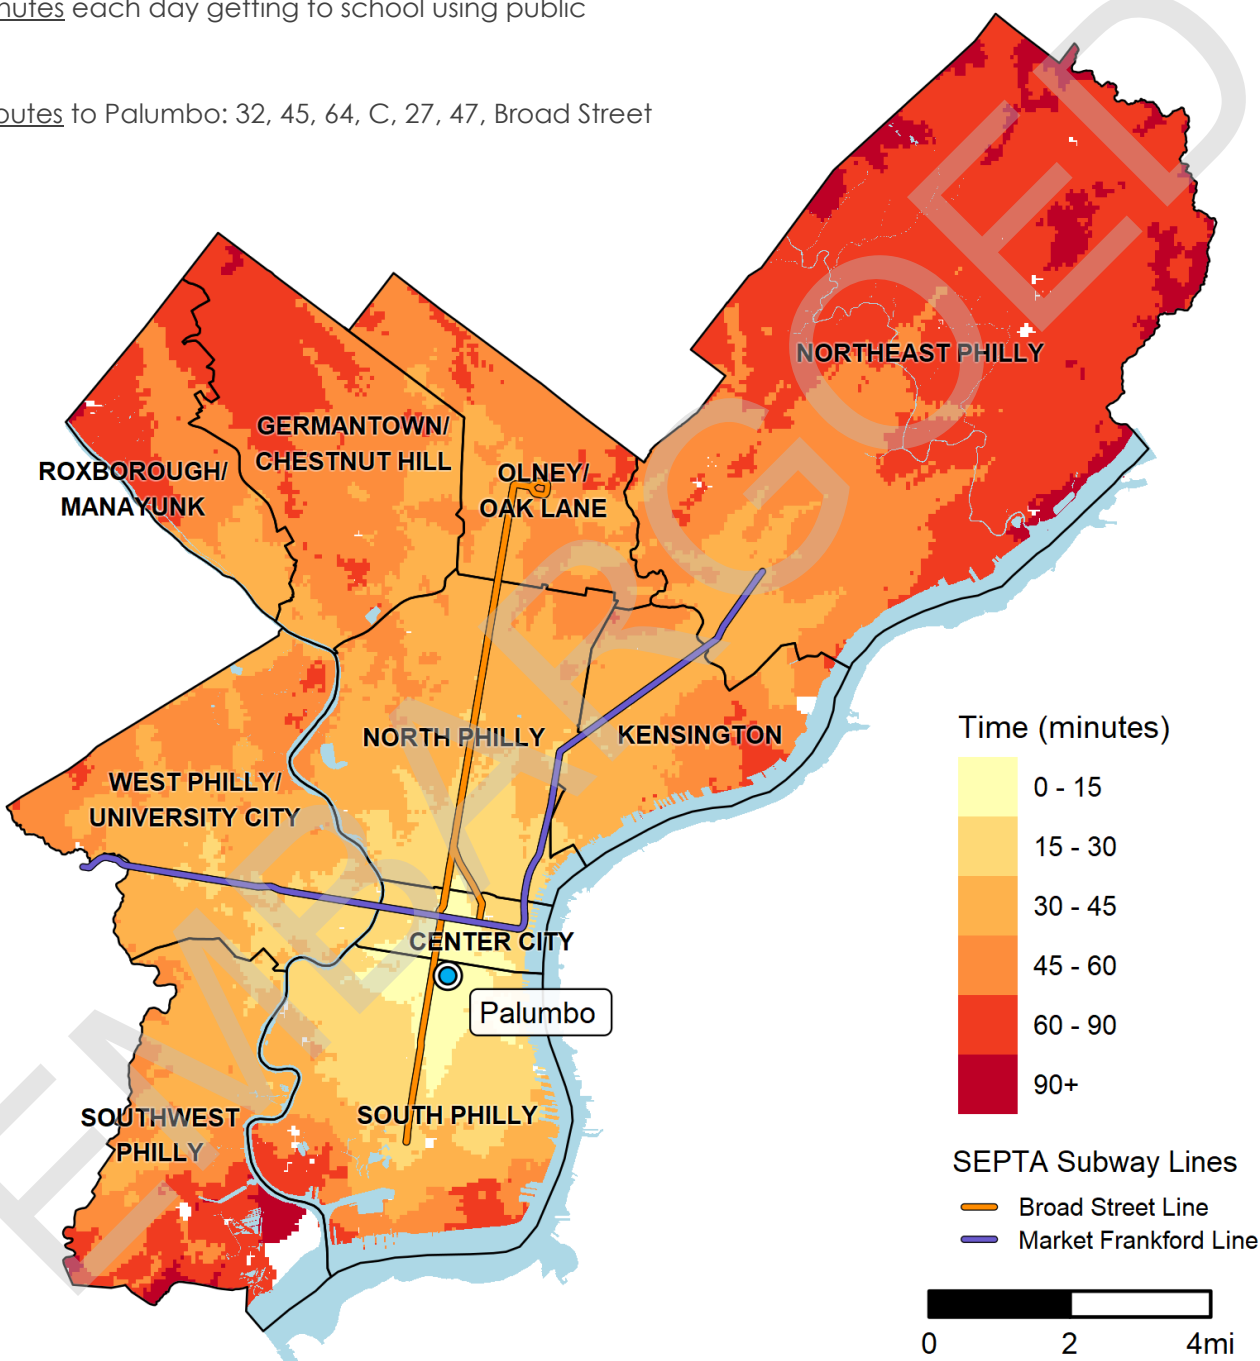 nutes each day getting to school using public
outes to Palumbo: 32, 45, 64, C, 27, 47, Broad Street
NORTHEAST PHILLY
GERMANTOWN/
CHESTNUT HILL
ROXBOROUGH/
MANAYUNK
OLNEY/
OAK LANE
NORTH PHILLY
KENSINGTON
WEST PHILLY/
UNIVERSITY CITY
CENTER CITY
Palumbo
SOUTHWEST
PHILLY
SOUTH PHILLY
Time (minutes)
0 - 15
15 - 30
30 - 45
45 - 60
60 - 90
90+
SEPTA Subway Lines
Broad Street Line
Market Frankford Line
0 2 4mi
EMBARGOED